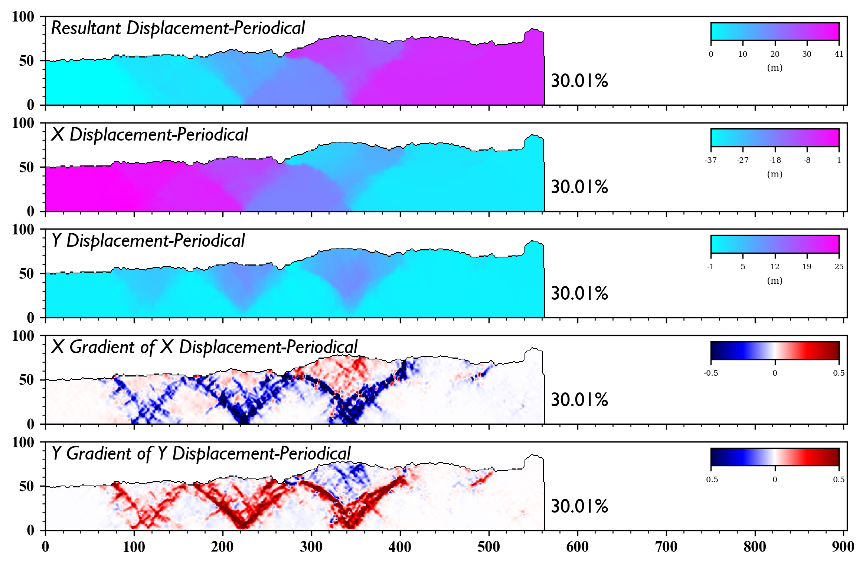 100
Resultant Displacement-Periodical
50
0
0 10 20 30 41
(m)
30.01%
100
X Displacement-Periodical
50
0
-37 -27 -18 -8 1
(m)
30.01%
100
Y Displacement-Periodical
50
0
-1 5 12 19 25
(m)
30.01%
100
X Gradient of X Displacement-Periodical
50
0
-0.5 0 0.5
30.01%
100
Y Gradient of Y Displacement-Periodical
50
0
-0.5 0 0.5
30.01%
0 100 200 300 400 500 600 700 800 900